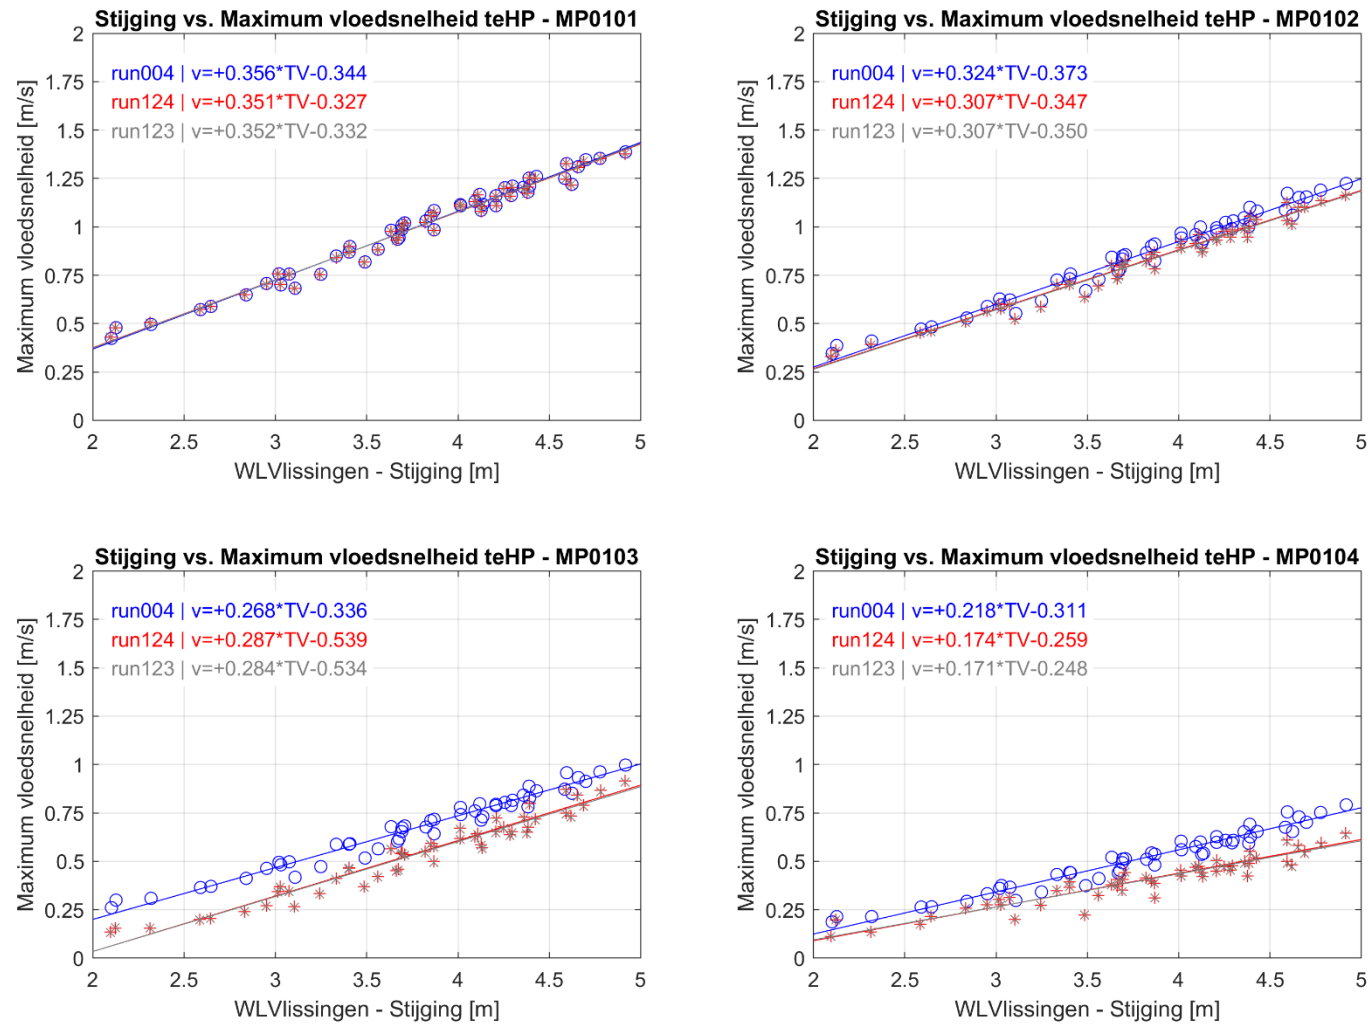 Stijging vs. Maximum vloedsnelheid teHP - MP0101
run004 | v=+0.356*TV-0.344
run124 | v=+0.351*TV-0.327
run123 | v=+0.352*TV-0.332
Maximum vloedsnelheid [m/s]
2
1.75
1.5
1.25
1
0.75
0.5
0.25
0
2 2.5 3 3.5 4 4.5 5
WLVlissingen - Stijging [m]
Stijging vs. Maximum vloedsnelheid teHP - MP0102
run004 | v=+0.324*TV-0.373
run124 | v=+0.307*TV-0.347
run123 | v=+0.307*TV-0.350
Maximum vloedsnelheid [m/s]
2
1.75
1.5
1.25
1
0.75
0.5
0.25
0
2 2.5 3 3.5 4 4.5 5
WLVlissingen - Stijging [m]
Stijging vs. Maximum vloedsnelheid teHP - MP0103
run004 | v=+0.268*TV-0.336
run124 | v=+0.287*TV-0.539
run123 | v=+0.284*TV-0.534
Maximum vloedsnelheid [m/s]
2
1.75
1.5
1.25
1
0.75
0.5
0.25
0
2 2.5 3 3.5 4 4.5 5
WLVlissingen - Stijging [m]
Stijging vs. Maximum vloedsnelheid teHP - MP0104
run004 | v=+0.218*TV-0.311
run124 | v=+0.174*TV-0.259
run123 | v=+0.171*TV-0.248
Maximum vloedsnelheid [m/s]
2
1.75
1.5
1.25
1
0.75
0.5
0.25
0
2 2.5 3 3.5 4 4.5 5
WLVlissingen - Stijging [m]